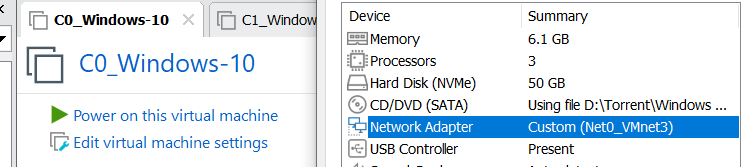 C0_Windows-10
C1_Window
C0_Windows-10
Power on this virtual machine
Edit virtual machine settings
Device Summary
Memory 6.1 GB
Processors 3
Hard Disk (NVMe) 50 GB
CD/DVD (SATA) Using file D:\Torrent\Windows ...
Network Adapter Custom (Net0_VMnet3)
USB Controller Present